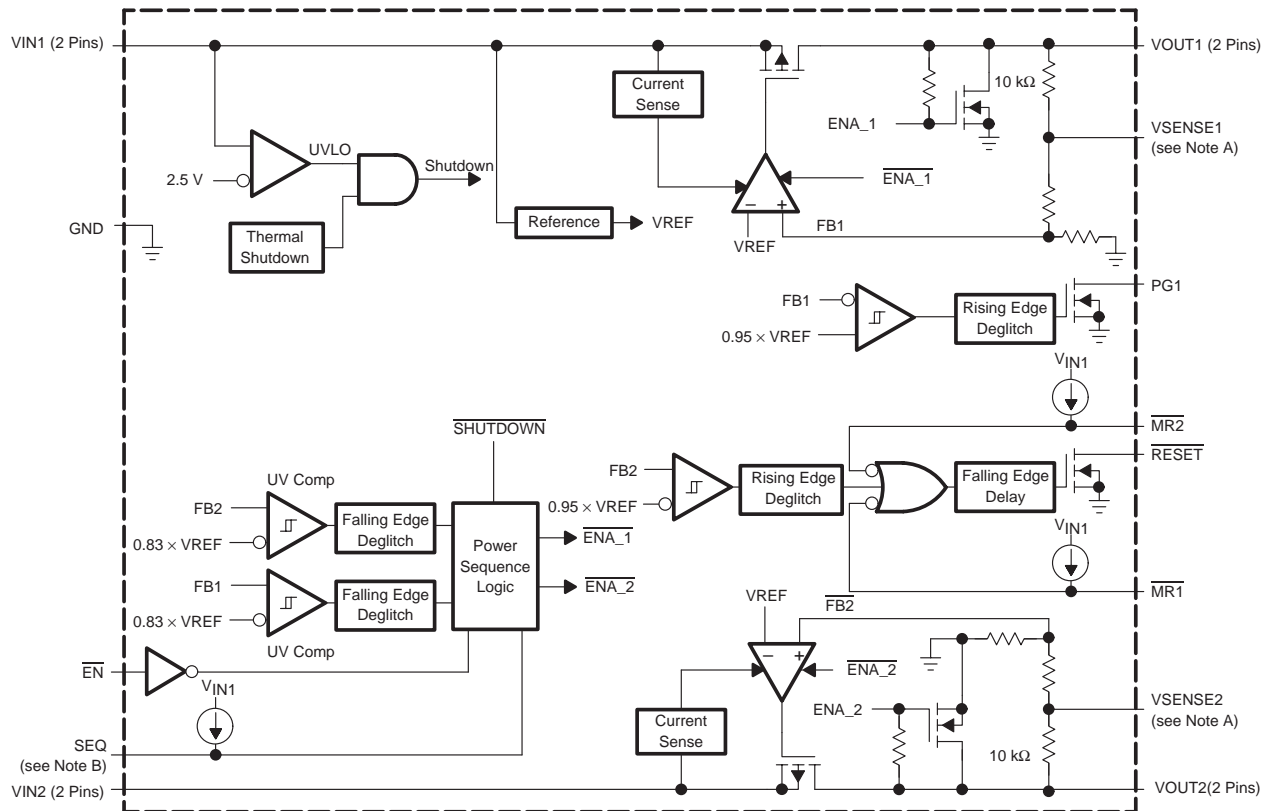 VIN1 (2 Pins)
VOUT1 (2 Pins)
Current
Sense
10 kΩ
ENA_1
VSENSE1
(see Note A)
UVLO
Shutdown
2.5 V
ENA_1
GND
Thermal
Shutdown
Reference
VREF
− +
VREF
FB1
PG1
FB1
Rising Edge
Deglitch
0.95 × VREF
VIN1
MR2
SHUTDOWN
RESET
FB2
Rising Edge
Deglitch
Falling Edge
Delay
0.95 × VREF
UV Comp
FB2
Falling Edge
Deglitch
0.83 × VREF
Power
Sequence
Logic
ENA_1
ENA_2
VIN1
FB1
Falling Edge
Deglitch
0.83 × VREF
UV Comp
MR1
VREF
FB2
− +
EN
ENA_2
VIN1
ENA_2
VSENSE2
(see Note A)
Current
Sense
SEQ
(see Note B)
10 kΩ
VIN2 (2 Pins)
VOUT2(2 Pins)